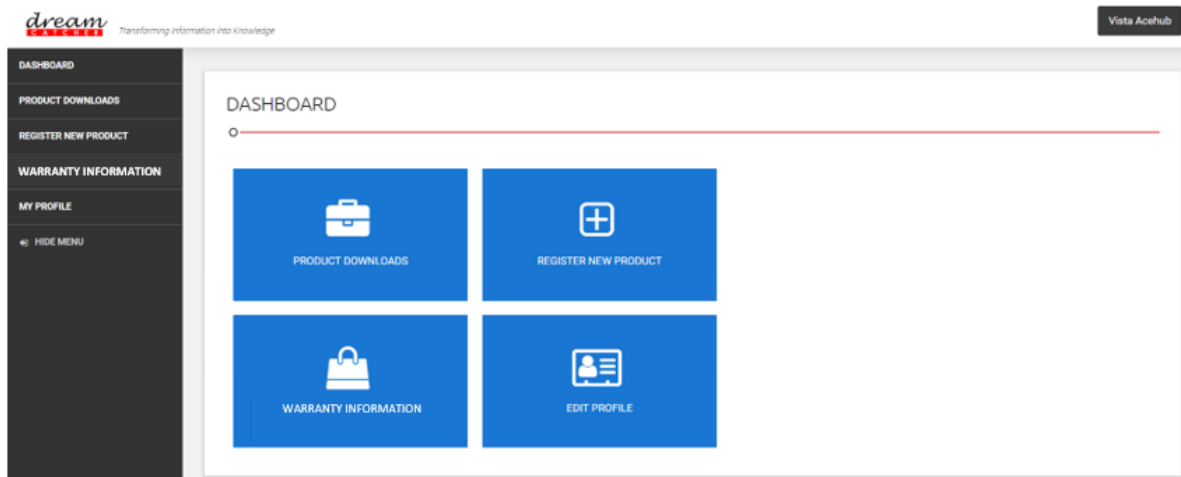 dream
CATCHER
Transforming Information into Knowledge
Vista Acehub
DASHBOARD
PRODUCT DOWNLOADS
REGISTER NEW PRODUCT
WARRANTY INFORMATION
MY PROFILE
HIDE MENU
DASHBOARD
PRODUCT DOWNLOADS
REGISTER NEW PRODUCT
WARRANTY INFORMATION
EDIT PROFILE